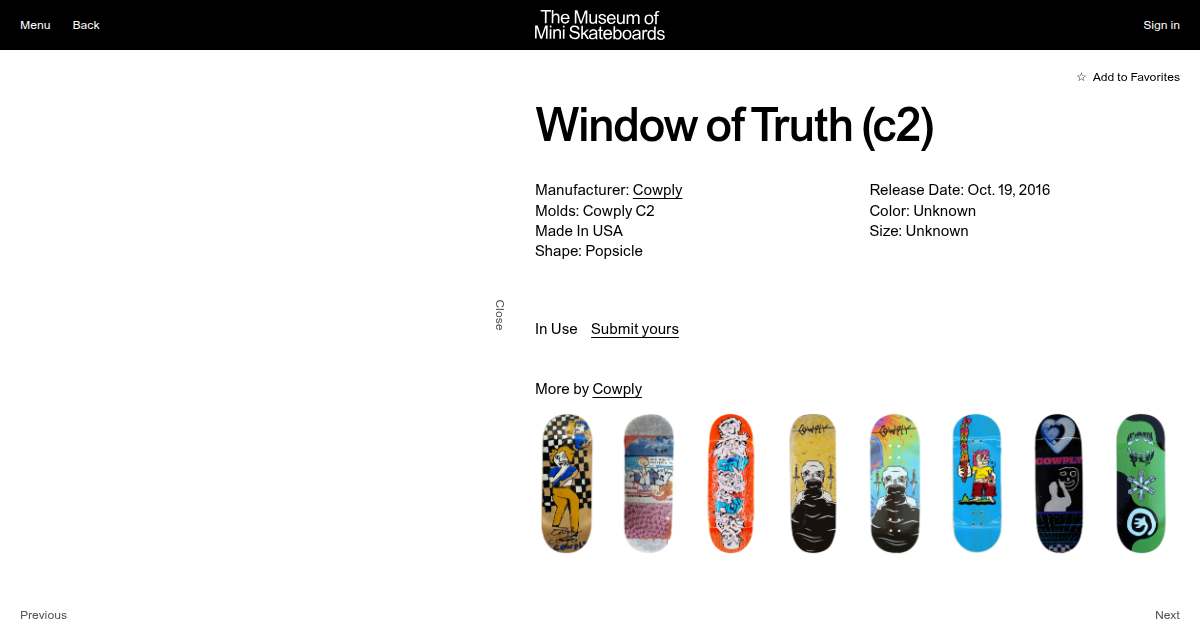 Menu
Back
The Museum of
Mini Skateboards
Sign in
☆ Add to Favorites
Window of Truth (c2)
Manufacturer: Cowply
Molds: Cowply C2
Made In USA
Shape: Popsicle
Release Date: Oct. 19, 2016
Color: Unknown
Size: Unknown
Close
In Use Submit yours
More by Cowply
COWPLY
Previous
Next